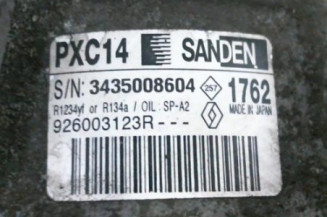 PXC14 SANDEN
S/N: 3435008604 257 1762
R1234yf or R134a / OIL: SP-A2 MADE IN JAPAN
926003123R---